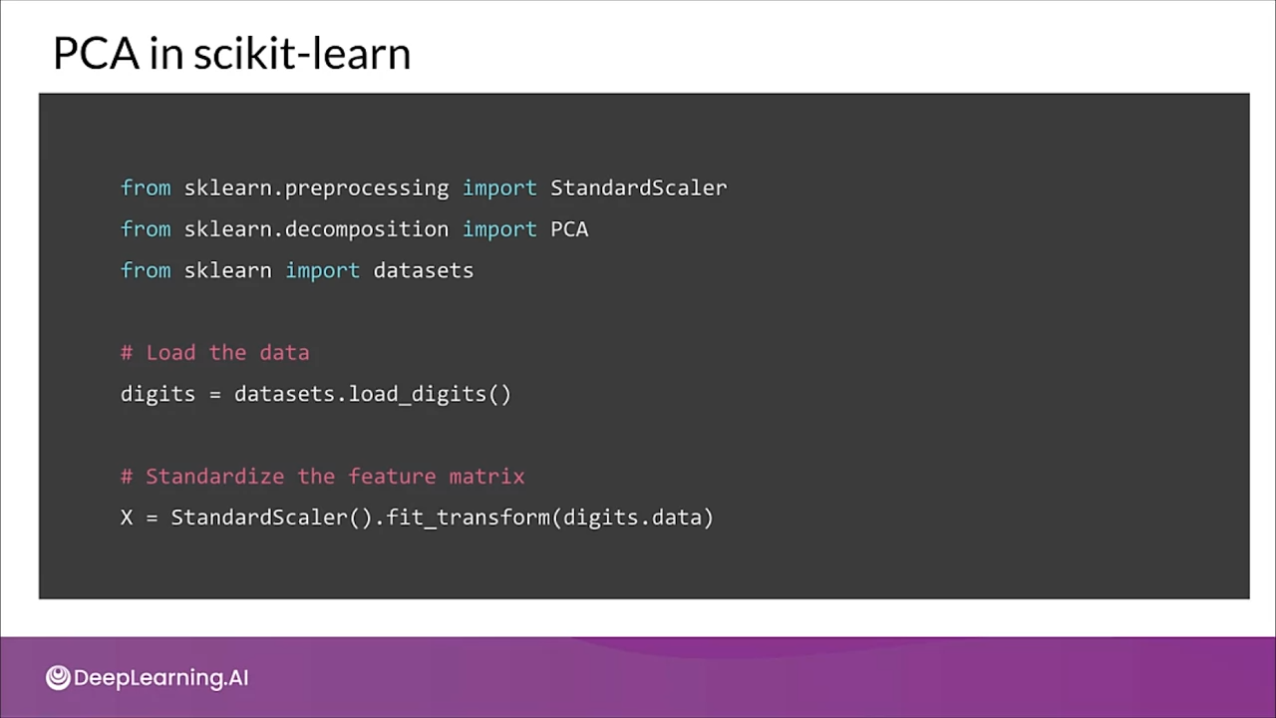 PCA in scikit-learn
from sklearn.preprocessing import StandardScaler
from sklearn.decomposition import PCA
from sklearn import datasets
# Load the data
digits = datasets.load_digits()
# Standardize the feature matrix
X = StandardScaler().fit_transform(digits.data)
DeepLearning.AI